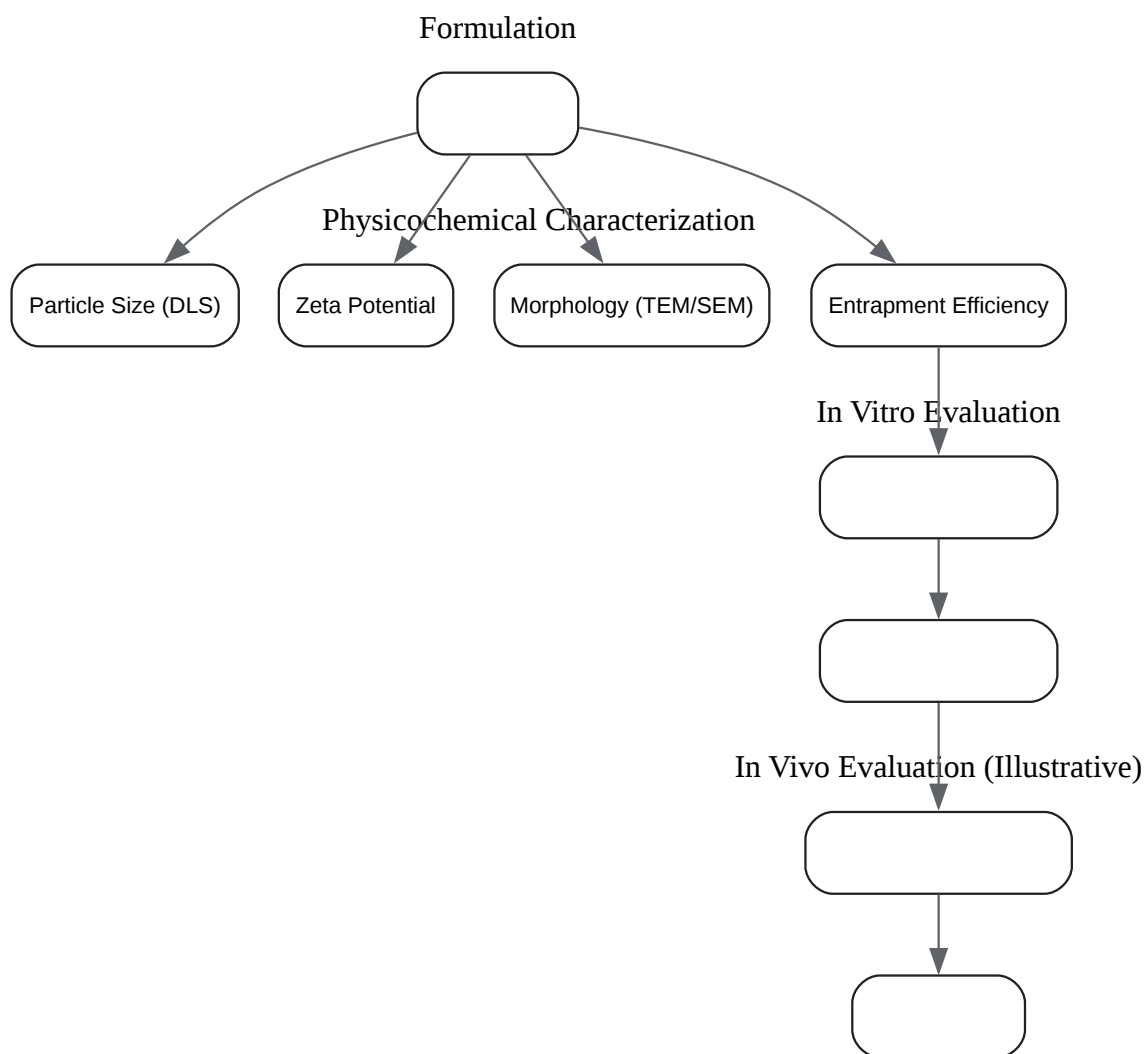 Formulation
Physicochemical Characterization
Particle Size (DLS)
Zeta Potential
Morphology (TEM/SEM)
Entrapment Efficiency
In Vitro Evaluation
In Vivo Evaluation (Illustrative)